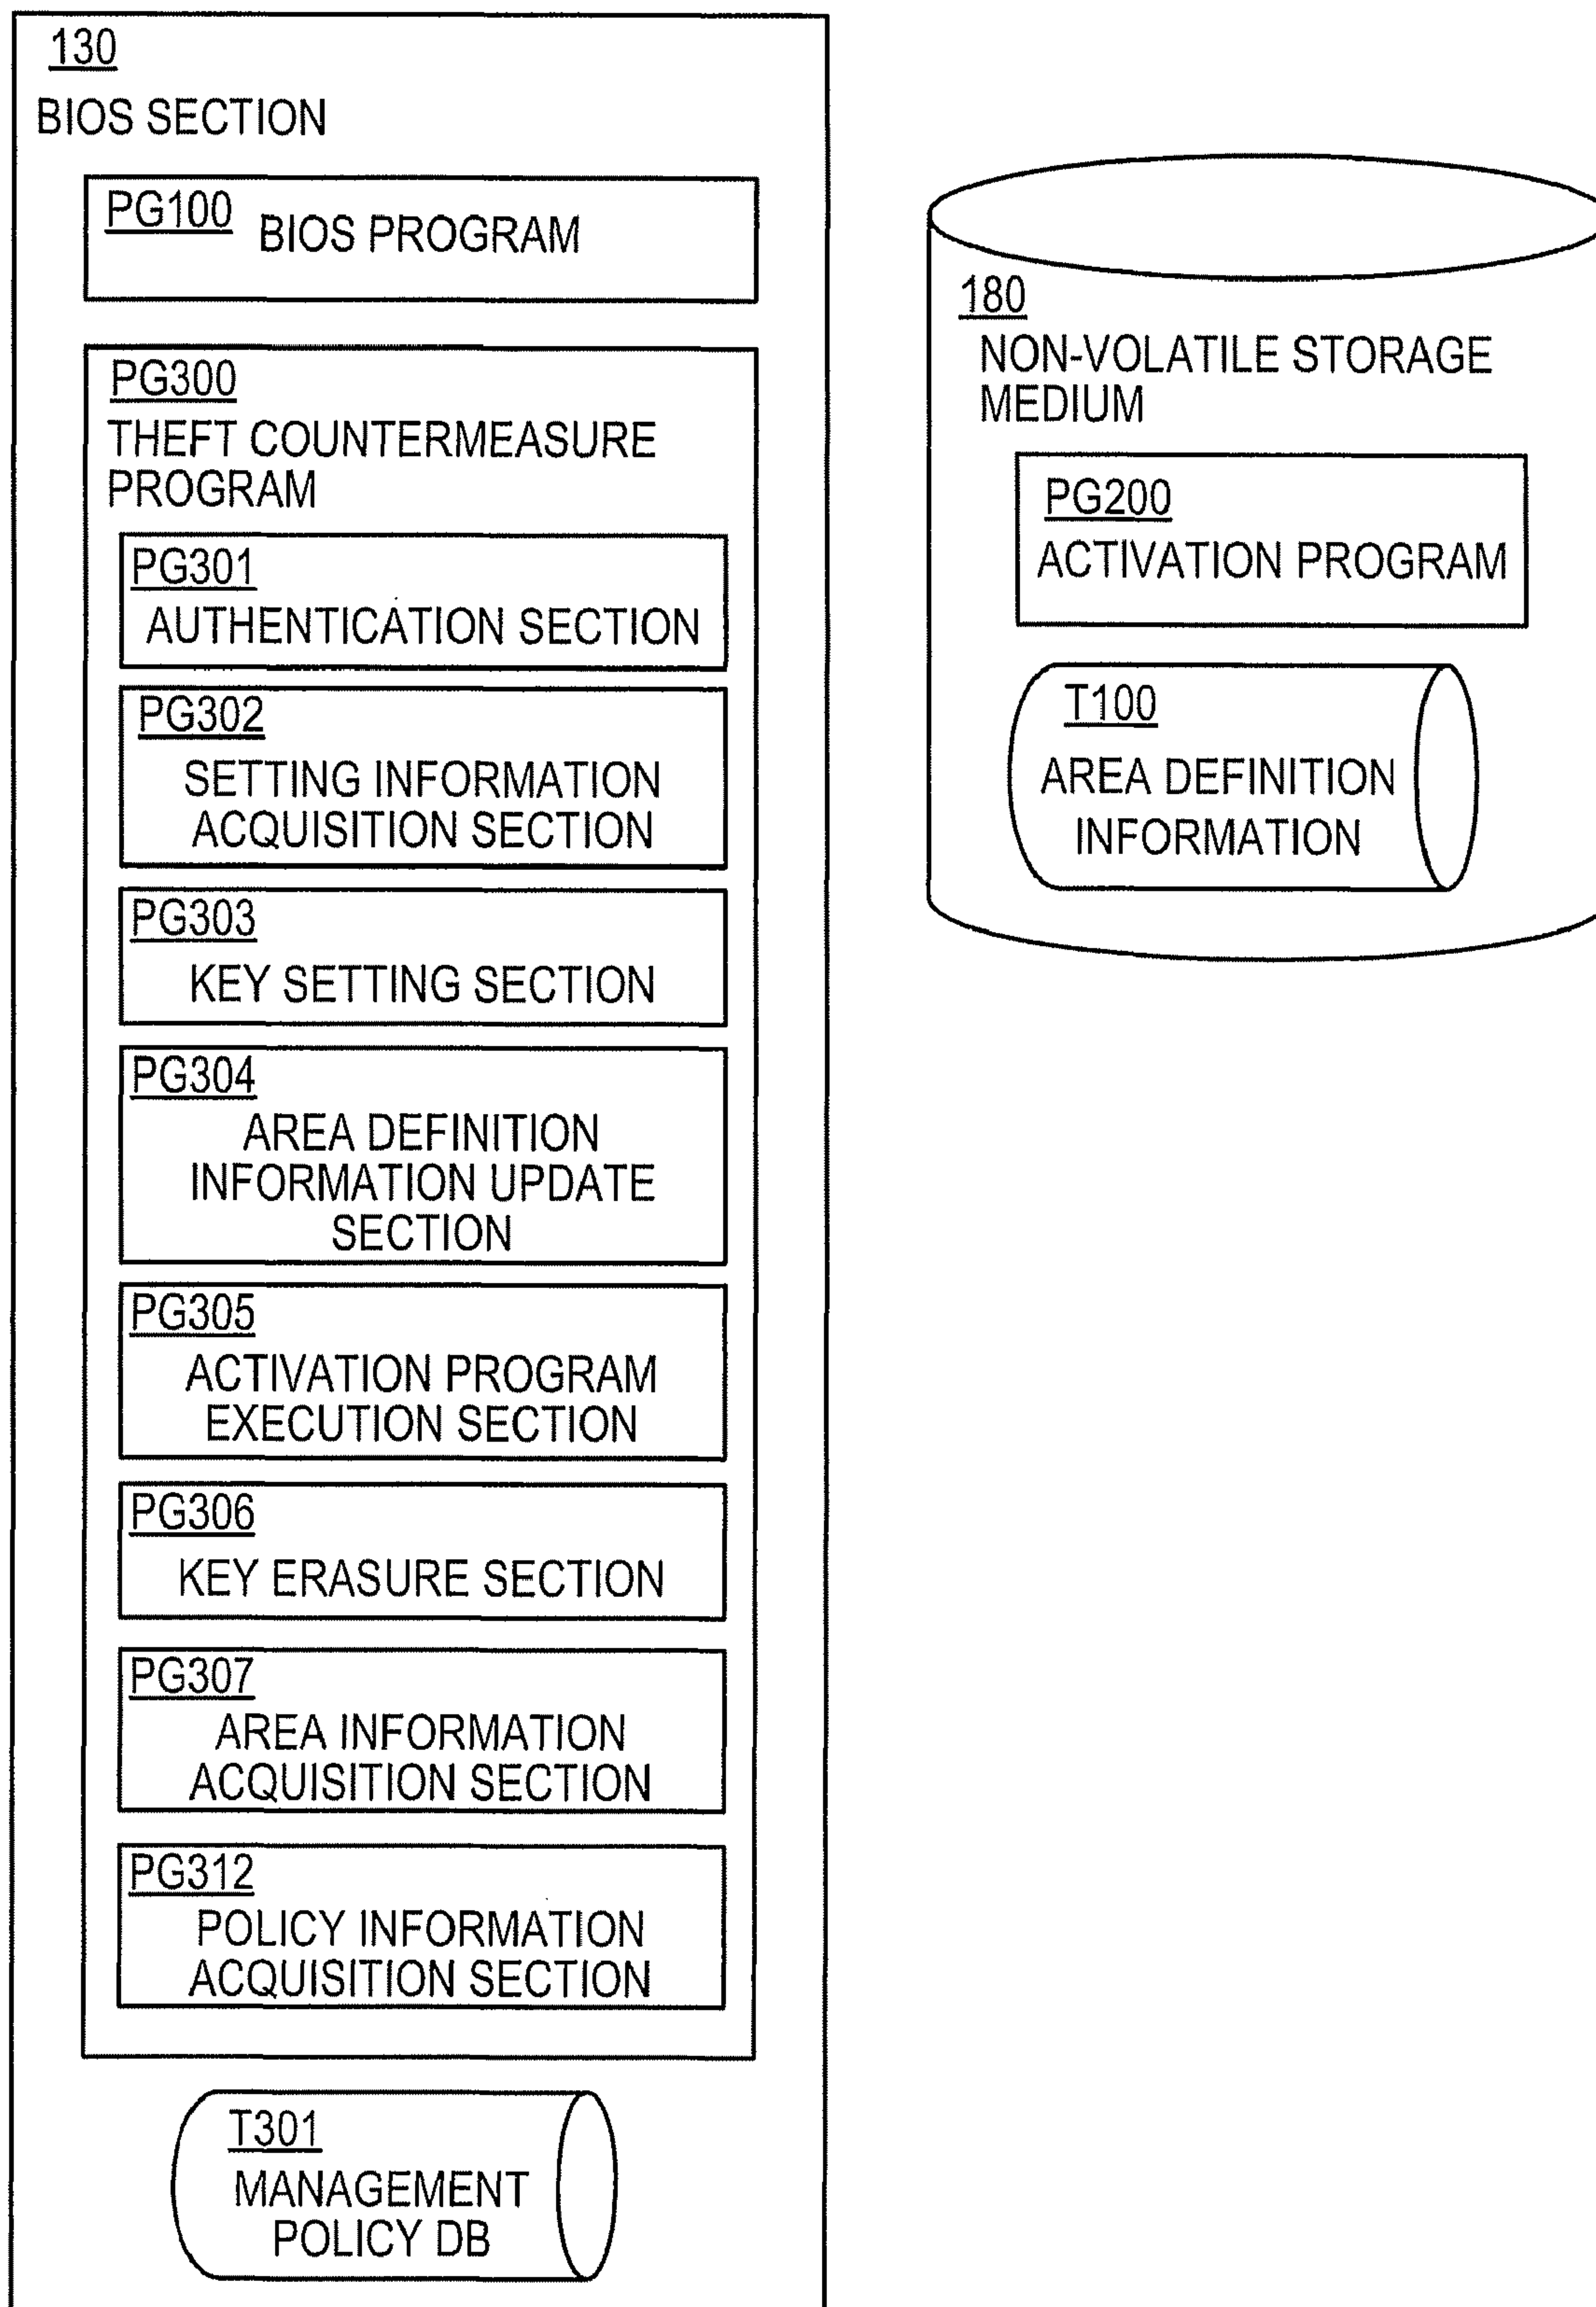 130
BIOS SECTION
PG100 BIOS PROGRAM
PG300
THEFT COUNTERMEASURE
PROGRAM
PG301
AUTHENTICATION SECTION
PG302
SETTING INFORMATION
ACQUISITION SECTION
PG303
KEY SETTING SECTION
PG304
AREA DEFINITION
INFORMATION UPDATE
SECTION
PG305
ACTIVATION PROGRAM
EXECUTION SECTION
PG306
KEY ERASURE SECTION
PG307
AREA INFORMATION
ACQUISITION SECTION
PG312
POLICY INFORMATION
ACQUISITION SECTION
T301
MANAGEMENT
POLICY DB
180
NON-VOLATILE STORAGE
MEDIUM
PG200
ACTIVATION PROGRAM
T100
AREA DEFINITION
INFORMATION